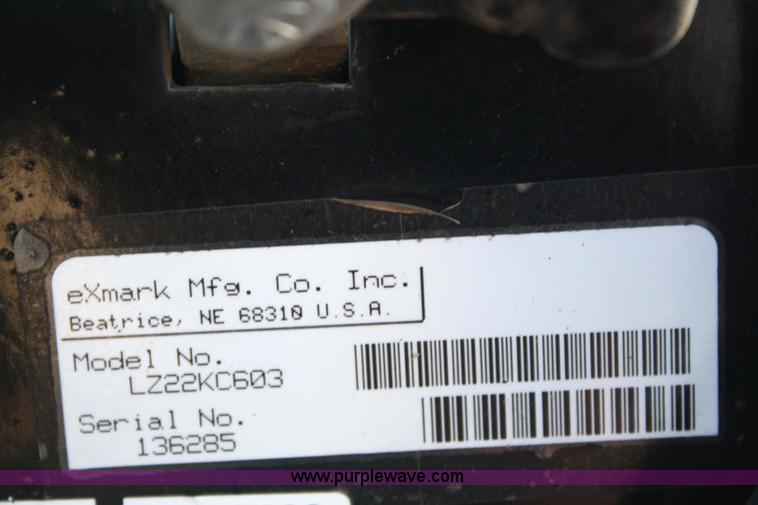 eXmark Mfg. Co. Inc.
Beatrice, NE 68310 U.S.A.
Model No.
LZ22KC603
Serial No.
136285
www.purplewave.com